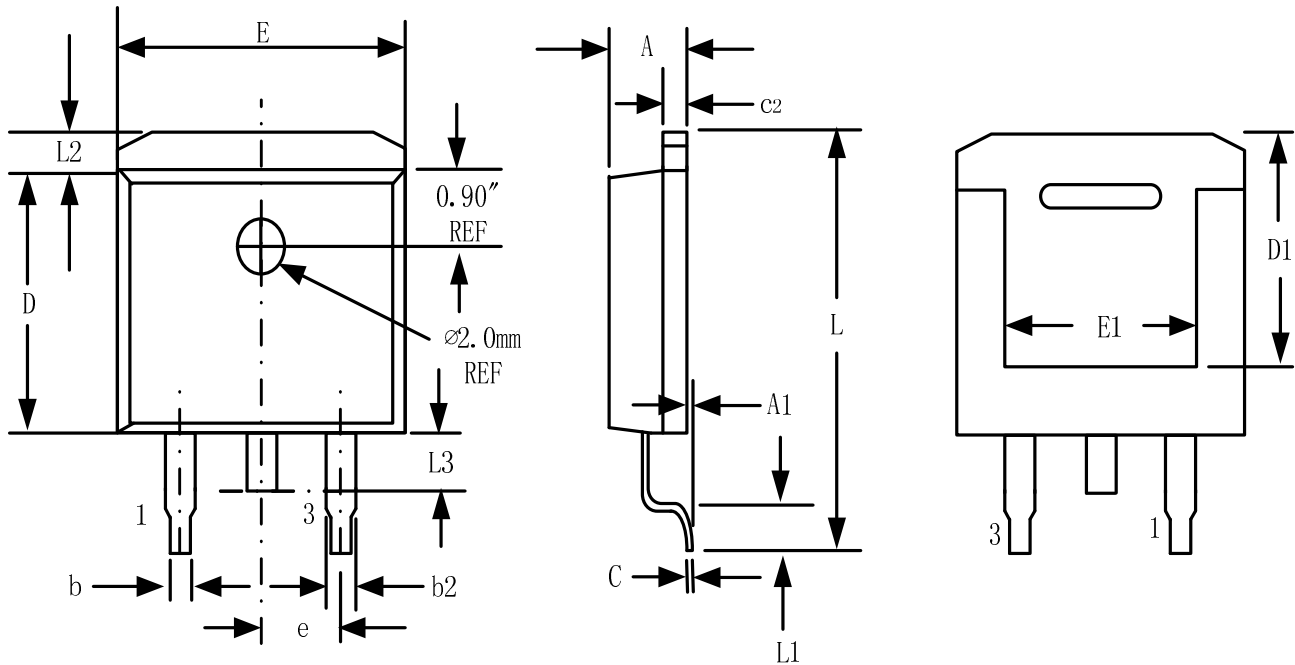 E
A
c2
L2
0.90"
REF
D
⌀2.0mm
REF
L
D1
E1
A1
L3
1
3
3
1
b
b2
e
C
L1